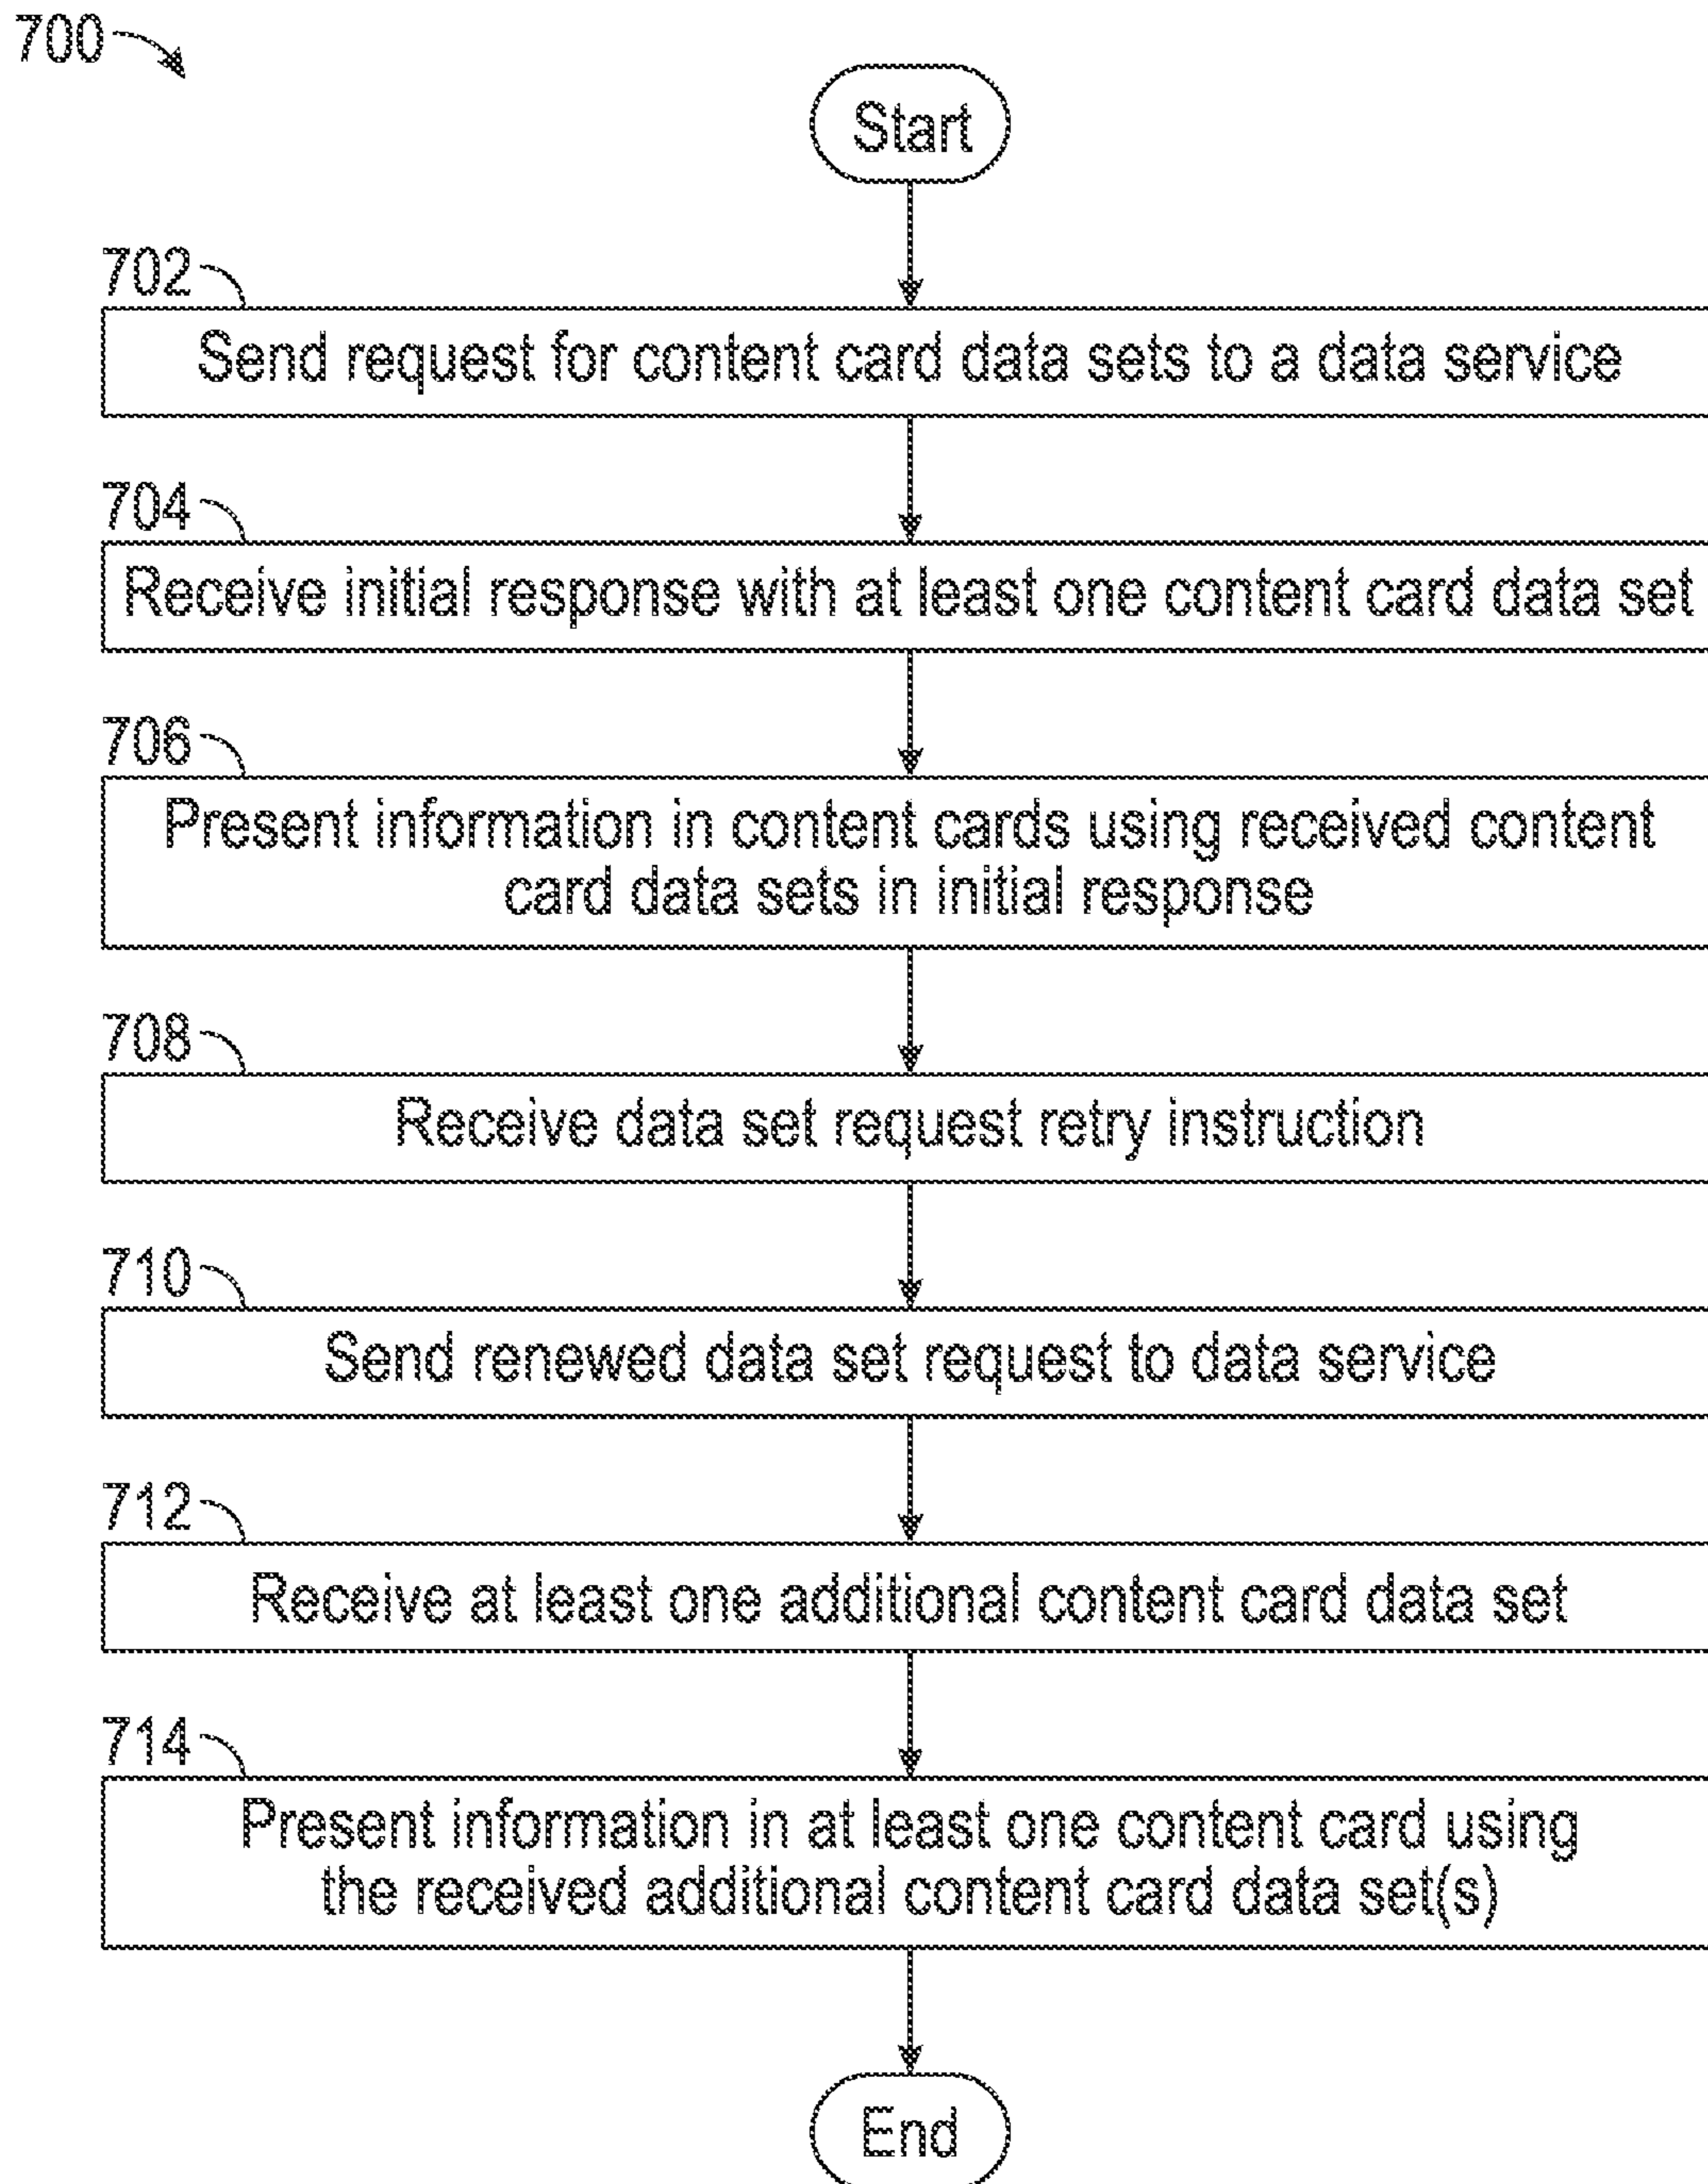 700
Start
702
Send request for content card data sets to a data service
704
Receive initial response with at least one content card data set
706
Present information in content cards using received content
card data sets in initial response
708
Receive data set request retry instruction
710
Send renewed data set request to data service
712
Receive at least one additional content card data set
714
Present information in at least one content card using
the received additional content card data set(s)
End